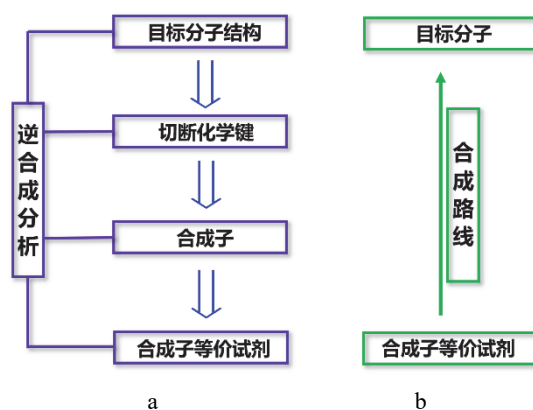 目标分子结构
目标分子
切断化学键
逆合成分析
合成路线
合成子
合成子等价试剂
合成子等价试剂
a
b